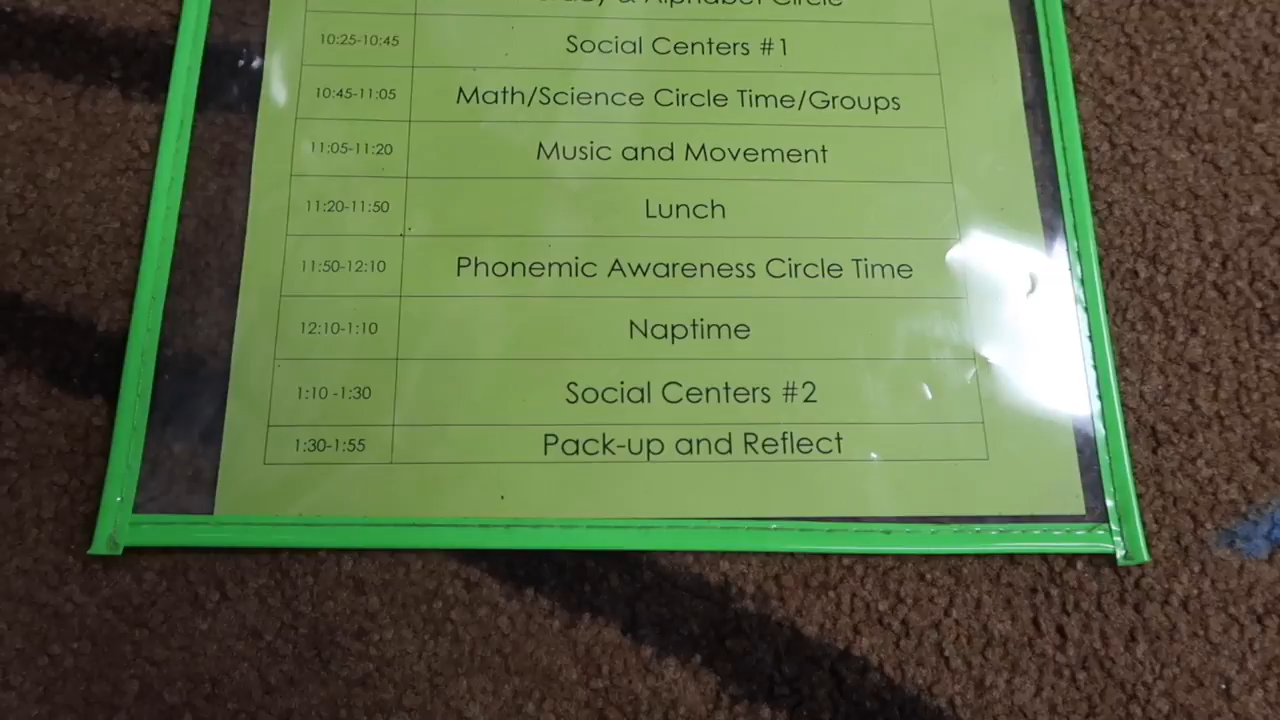 & Alphabet Circle
10:25-10:45 Social Centers #1
10:45-11:05 Math/Science Circle Time/Groups
11:05-11:20 Music and Movement
11:20-11:50 Lunch
11:50-12:10 Phonemic Awareness Circle Time
12:10-1:10 Naptime
1:10 -1:30 Social Centers #2
1:30-1:55 Pack-up and Reflect